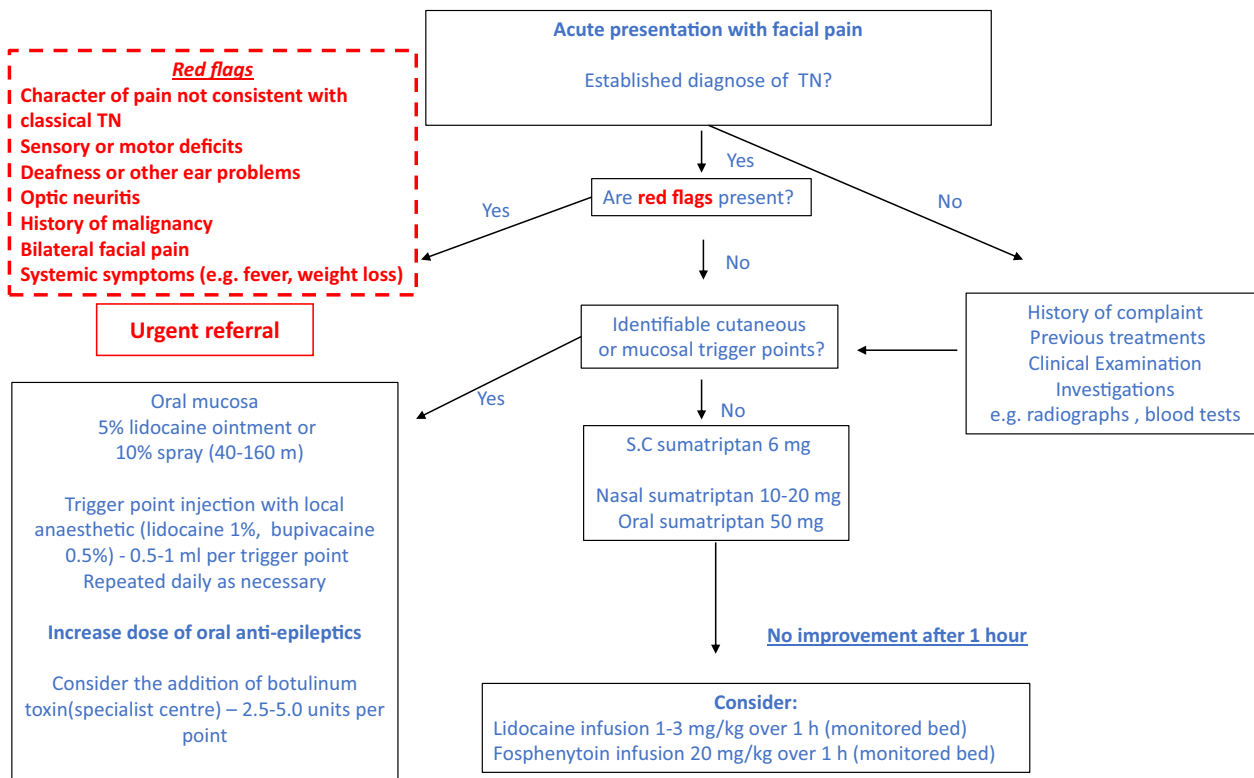 Acute presentation with facial pain
Established diagnose of TN?
Red flags
Character of pain not consistent with
classical TN
Sensory or motor deficits
Deafness or other ear problems
Optic neuritis
History of malignancy
Bilateral facial pain
Systemic symptoms (e.g. fever, weight loss)
Urgent referral
Yes
Are red flags present?
Yes
No
No
Identifiable cutaneous
or mucosal trigger points?
History of complaint
Previous treatments
Clinical Examination
Investigations
e.g. radiographs , blood tests
Yes
No
Oral mucosa
5% lidocaine ointment or
10% spray (40-160 m)
Trigger point injection with local
anaesthetic (lidocaine 1%, bupivacaine
0.5%) - 0.5-1 ml per trigger point
Repeated daily as necessary
Increase dose of oral anti-epileptics
Consider the addition of botulinum
toxin(specialist centre) – 2.5-5.0 units per
point
S.C sumatriptan 6 mg
Nasal sumatriptan 10-20 mg
Oral sumatriptan 50 mg
No improvement after 1 hour
Consider:
Lidocaine infusion 1-3 mg/kg over 1 h (monitored bed)
Fosphenytoin infusion 20 mg/kg over 1 h (monitored bed)